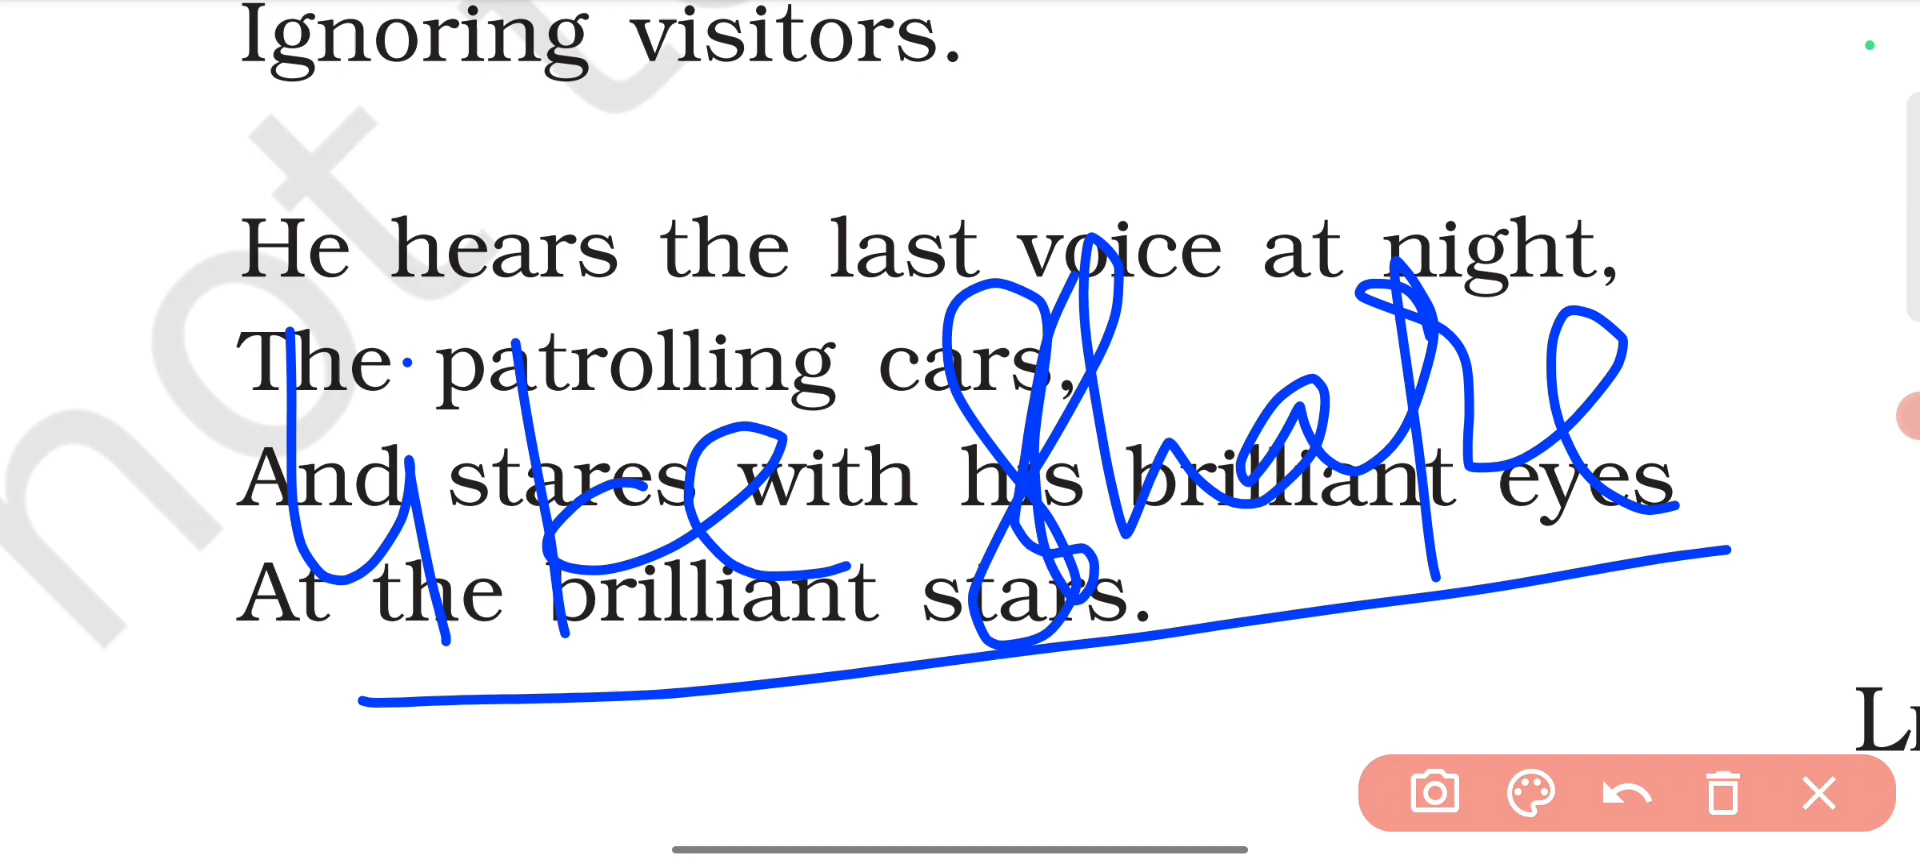 Ignoring visitors.
He hears the last voice at night,
The patrolling cars,
And stares with his brilliant eyes
At the brilliant stars.
not t